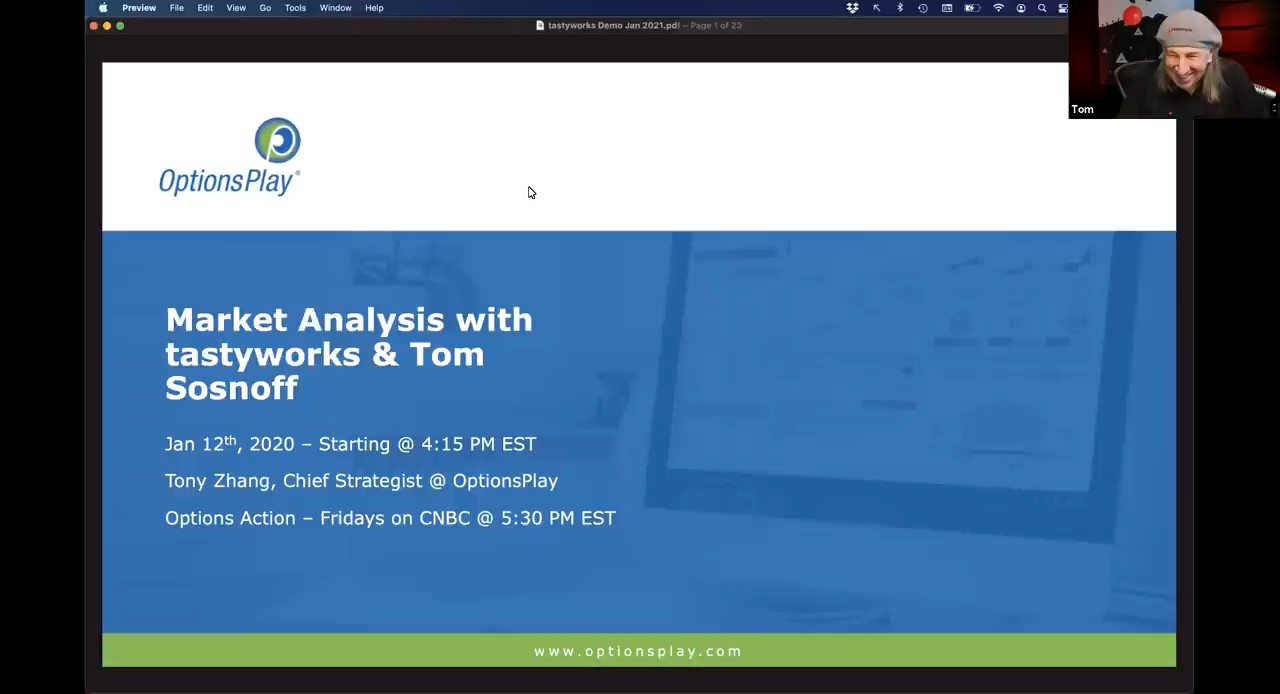 Preview File Edit View Go Tools Window Help
tastyworks Demo Jan 2021.pdf – Page 1 of 23
Tom
OptionsPlay®
Market Analysis with
tastyworks & Tom
Sosnoff
Jan 12th, 2020 – Starting @ 4:15 PM EST
Tony Zhang, Chief Strategist @ OptionsPlay
Options Action – Fridays on CNBC @ 5:30 PM EST
www.optionsplay.com